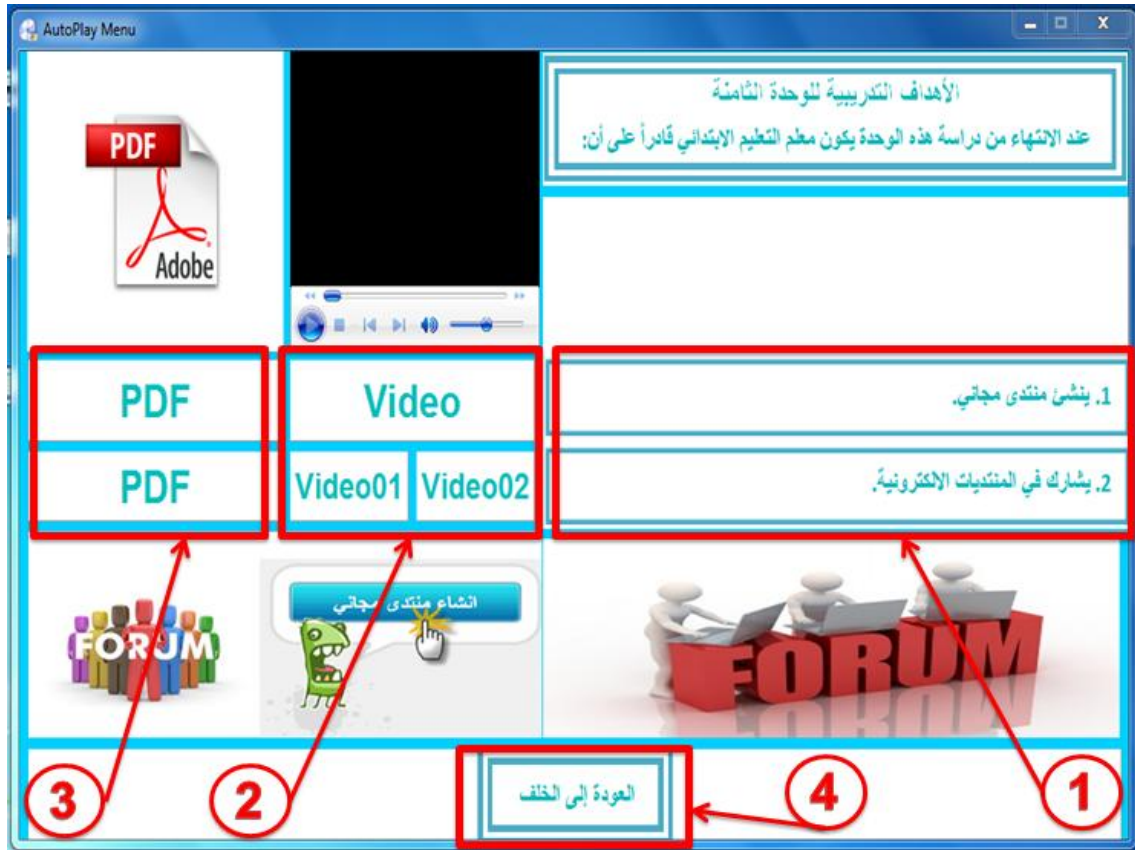 AutoPlay Menu
الأهداف التدريبية للوحدة الثامنة
عند الانتهاء من دراسة هذه الوحدة يكون معلم التعليم الابتدائي قادراً على أن:
PDF
Adobe
1. ينشئ منتدى مجاني.
Video
PDF
2. يشارك في المنتديات الالكترونية.
Video01 Video02
PDF
FORUM
انشاء منتدى مجاني
FORUM
العودة إلى الخلف
1
2
3
4